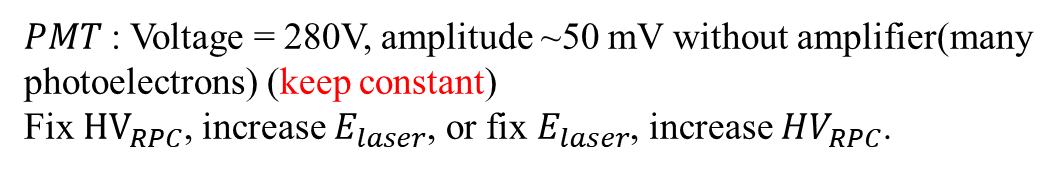 PMT : Voltage = 280V, amplitude ~50 mV without amplifier(many
photoelectrons) (keep constant)
Fix HV_RPC, increase E_laser, or fix E_laser, increase HV_RPC.